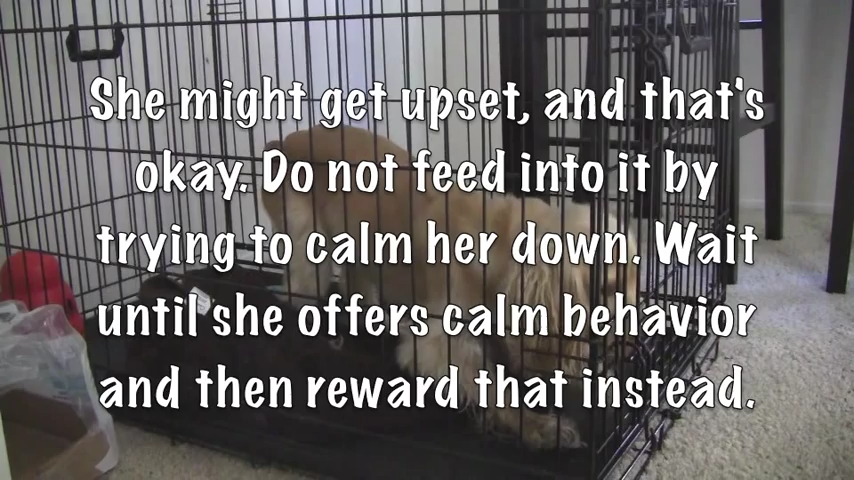 She might get upset, and that's
okay. Do not feed into it by
trying to calm her down. Wait
until she offers calm behavior
and then reward that instead.